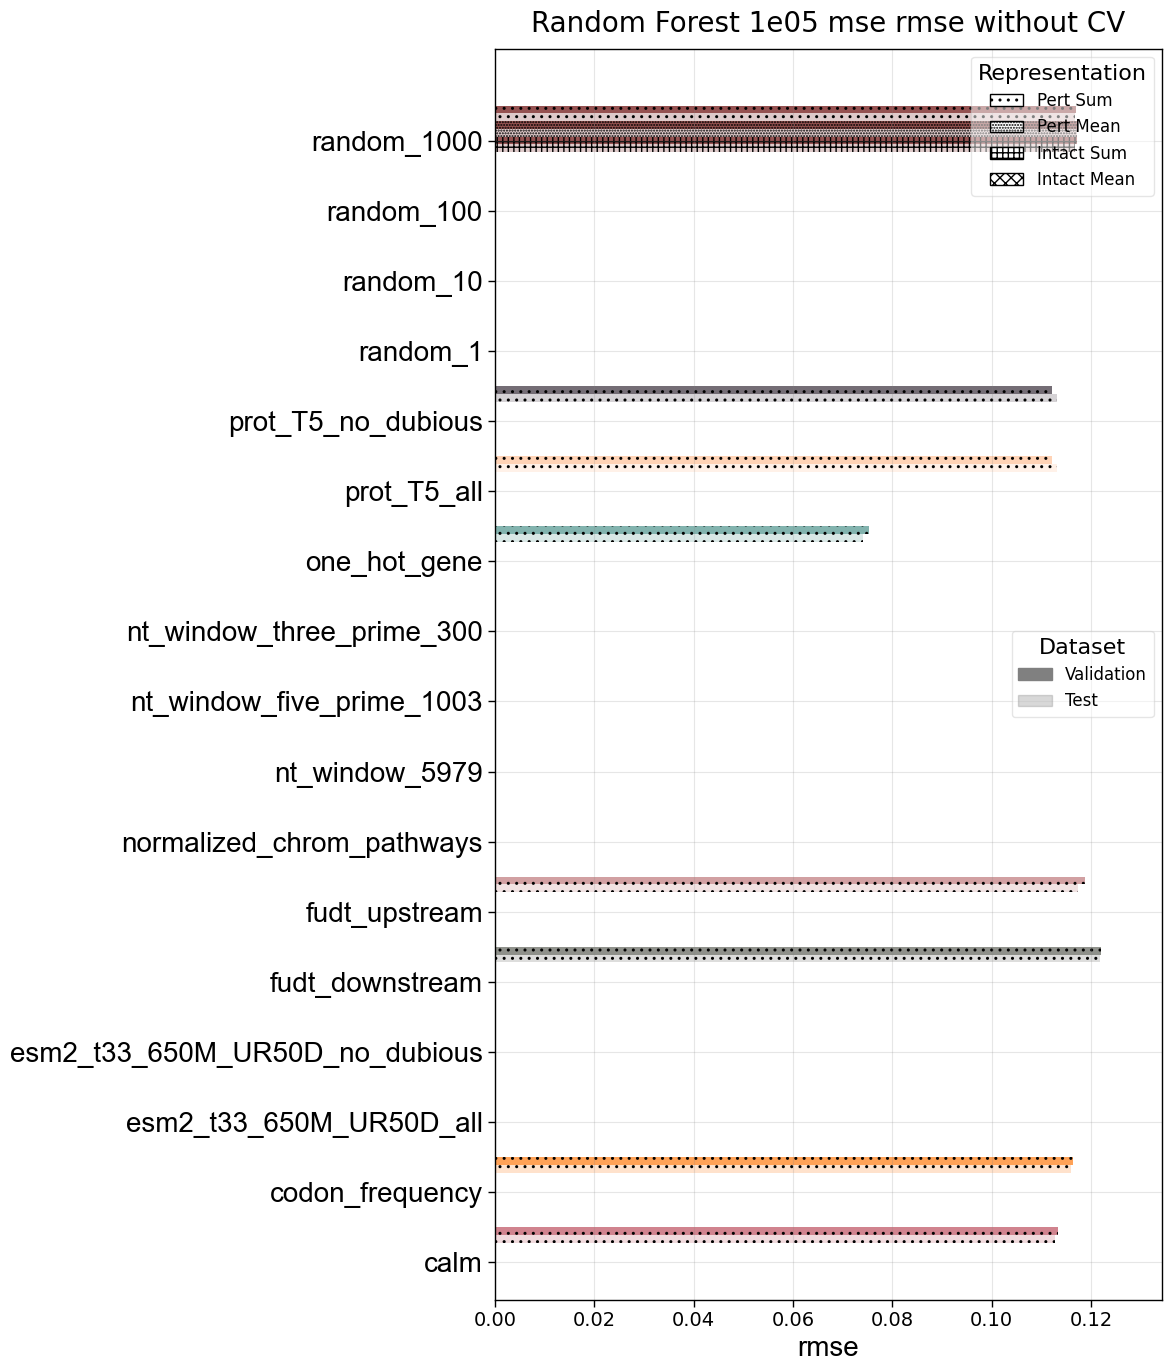 Random Forest 1e05 mse rmse without CV
Representation
Pert Sum
Pert Mean
Intact Sum
Intact Mean
random_1000
random_100
random_10
random_1
prot_T5_no_dubious
prot_T5_all
one_hot_gene
nt_window_three_prime_300
Dataset
Validation
Test
nt_window_five_prime_1003
nt_window_5979
normalized_chrom_pathways
fudt_upstream
fudt_downstream
esm2_t33_650M_UR50D_no_dubious
esm2_t33_650M_UR50D_all
codon_frequency
calm
0.00 0.02 0.04 0.06 0.08 0.10 0.12
rmse